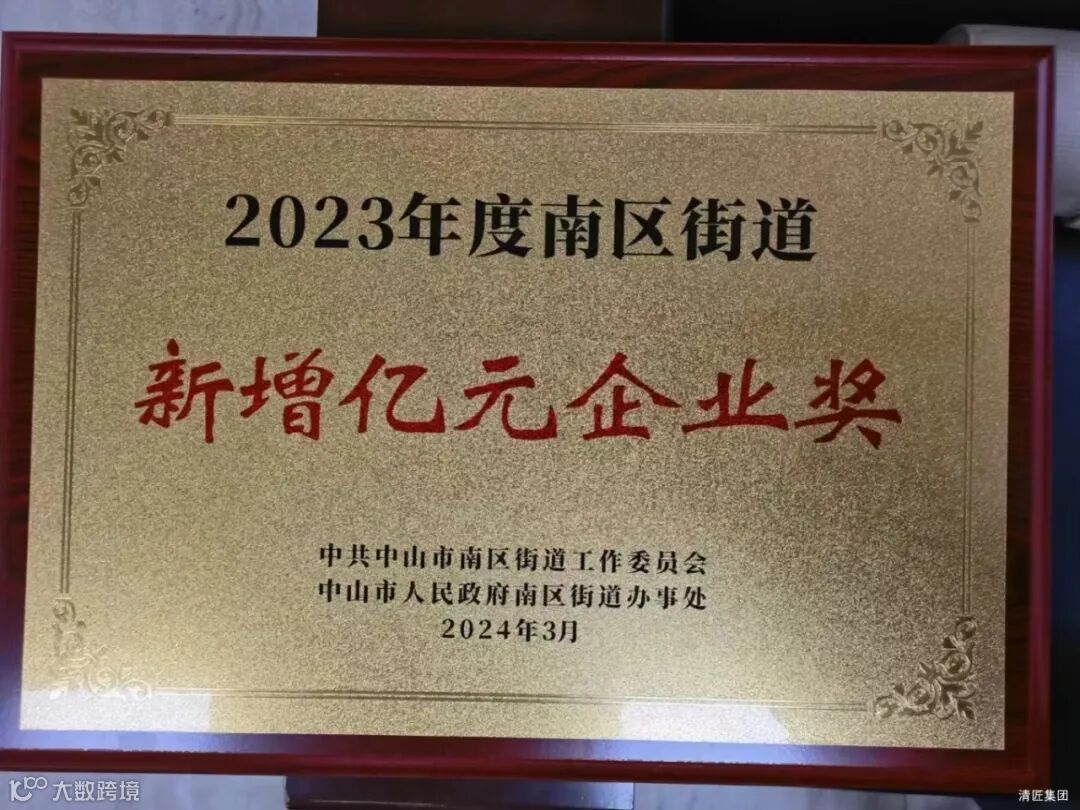 2023年度南区街道
新增亿元企业奖
中共中山市南区街道工作委员会
中山市人民政府南区街道办事处
2024年3月
大数跨境
清匠集团